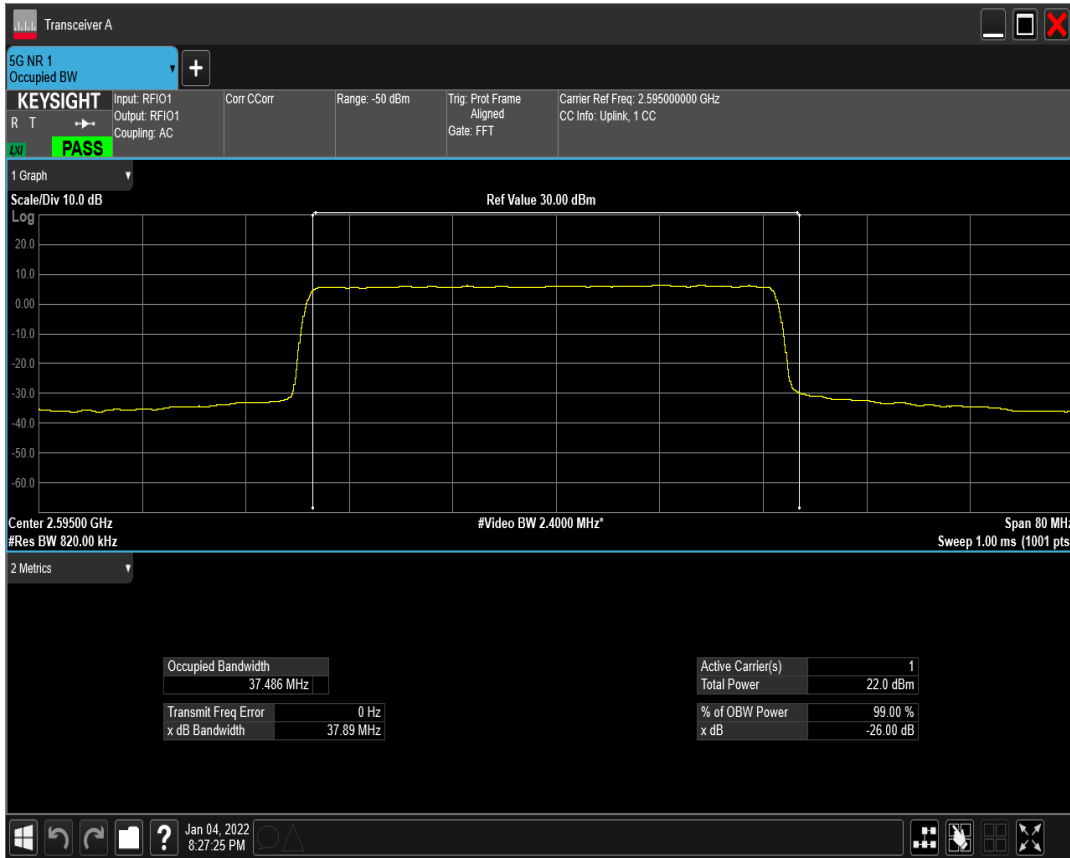 Transceiver A
5G NR 1
Occupied BW
+
KEYSIGHT
R T
LXI
PASS
Input: RFIO1
Output: RFIO1
Coupling: AC
Corr CCorr
Range: -50 dBm
Trig: Prot Frame
Aligned
Gate: FFT
Carrier Ref Freq: 2.595000000 GHz
CC Info: Uplink, 1 CC
1 Graph
Scale/Div 10.0 dB
Ref Value 30.00 dBm
Log
20.0
10.0
0.00
-10.0
-20.0
-30.0
-40.0
-50.0
-60.0
Center 2.59500 GHz
#Video BW 2.4000 MHz*
Span 80 MHz
#Res BW 820.00 kHz
Sweep 1.00 ms (1001 pts
2 Metrics
Occupied Bandwidth
37.486 MHz
Transmit Freq Error 0 Hz
x dB Bandwidth 37.89 MHz
Active Carrier(s) 1
Total Power 22.0 dBm
% of OBW Power 99.00 %
x dB -26.00 dB
?
Jan 04, 2022
8:27:25 PM